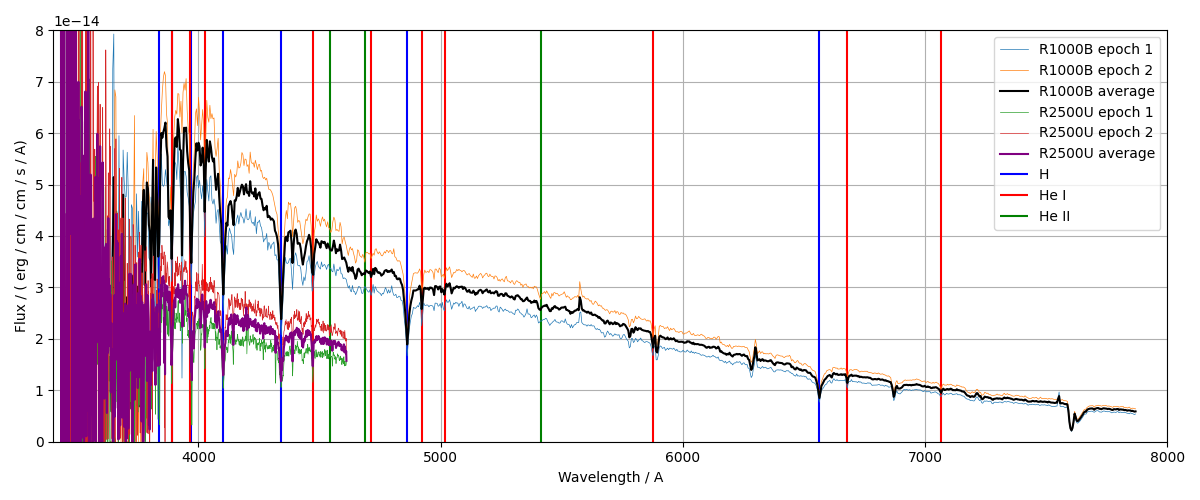 1e−14
8
7
6
5
4
3
2
1
0
Flux / ( erg / cm / cm / s / A)
4000 5000 6000 7000 8000
Wavelength / A
R1000B epoch 1
R1000B epoch 2
R1000B average
R2500U epoch 1
R2500U epoch 2
R2500U average
H
He I
He II